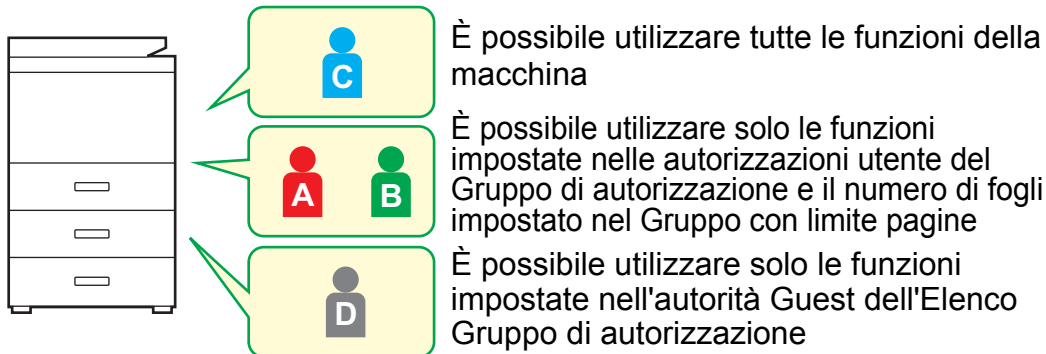 C
È possibile utilizzare tutte le funzioni della
macchina
A B
È possibile utilizzare solo le funzioni
impostate nelle autorizzazioni utente del
Gruppo di autorizzazione e il numero di fogli
impostato nel Gruppo con limite pagine
D
È possibile utilizzare solo le funzioni
impostate nell'autorità Guest dell'Elenco
Gruppo di autorizzazione